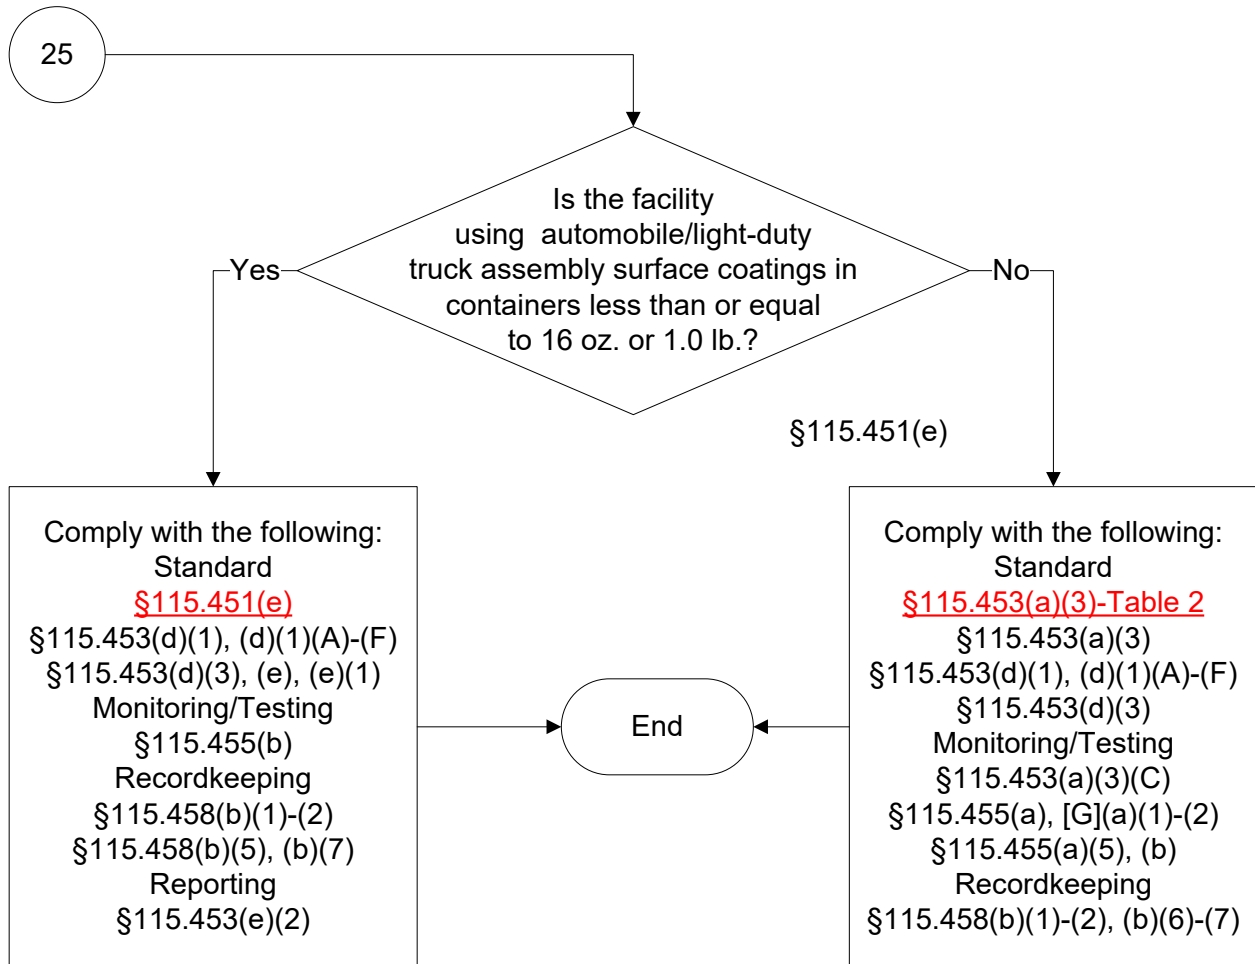 25
Is the facility
using automobile/light-duty
truck assembly surface coatings in
containers less than or equal
to 16 oz. or 1.0 lb.?
Yes
No
§115.451(e)
Comply with the following:
Standard
§115.451(e)
§115.453(d)(1), (d)(1)(A)-(F)
§115.453(d)(3), (e), (e)(1)
Monitoring/Testing
§115.455(b)
Recordkeeping
§115.458(b)(1)-(2)
§115.458(b)(5), (b)(7)
Reporting
§115.453(e)(2)
End
Comply with the following:
Standard
§115.453(a)(3)-Table 2
§115.453(a)(3)
§115.453(d)(1), (d)(1)(A)-(F)
§115.453(d)(3)
Monitoring/Testing
§115.453(a)(3)(C)
§115.455(a), [G](a)(1)-(2)
§115.455(a)(5), (b)
Recordkeeping
§115.458(b)(1)-(2), (b)(6)-(7)